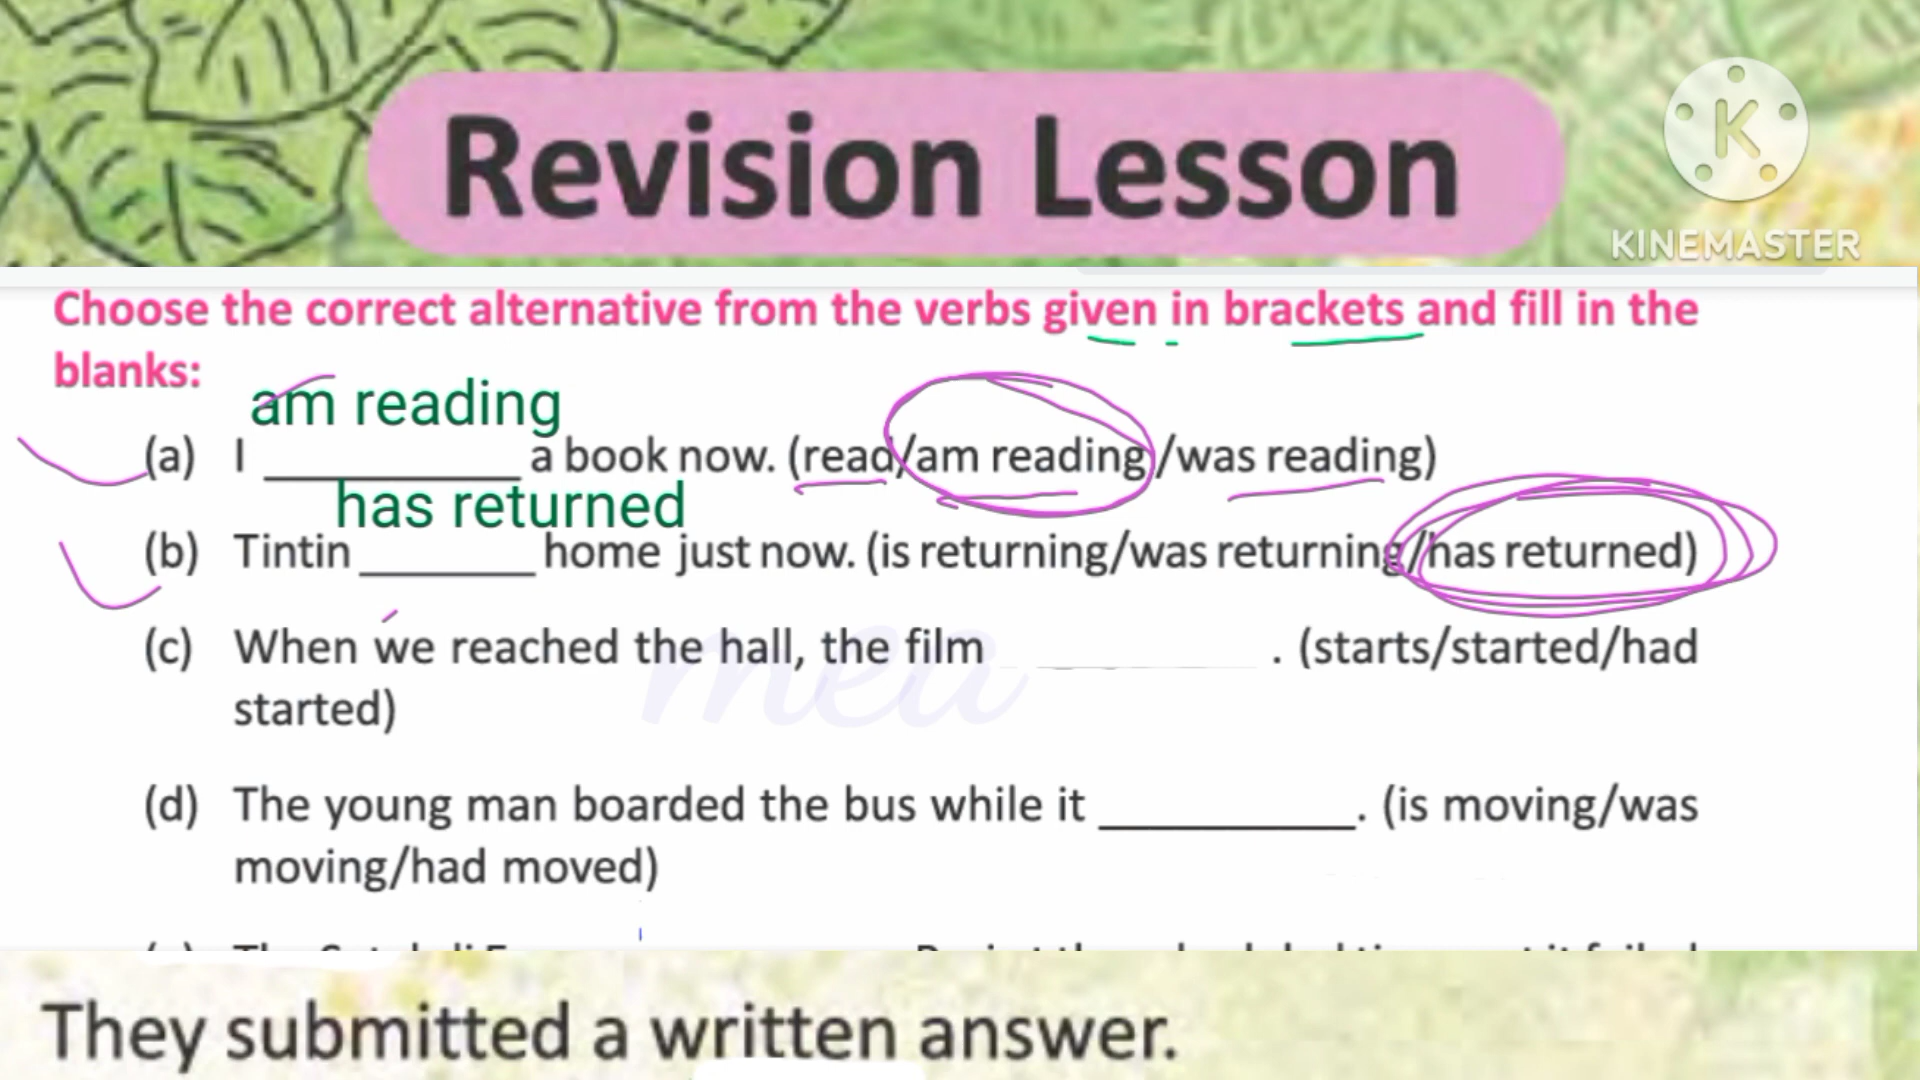 Revision Lesson
K
KINEMASTER
Choose the correct alternative from the verbs given in brackets and fill in the
blanks:
am reading
(a) I __________ a book now. (read/am reading/was reading)
has returned
(b) Tintin _______ home just now. (is returning/was returning/has returned)
(c) When we reached the hall, the film ________ . (starts/started/had
started)
mea
(d) The young man boarded the bus while it __________. (is moving/was
moving/had moved)
They submitted a written answer.